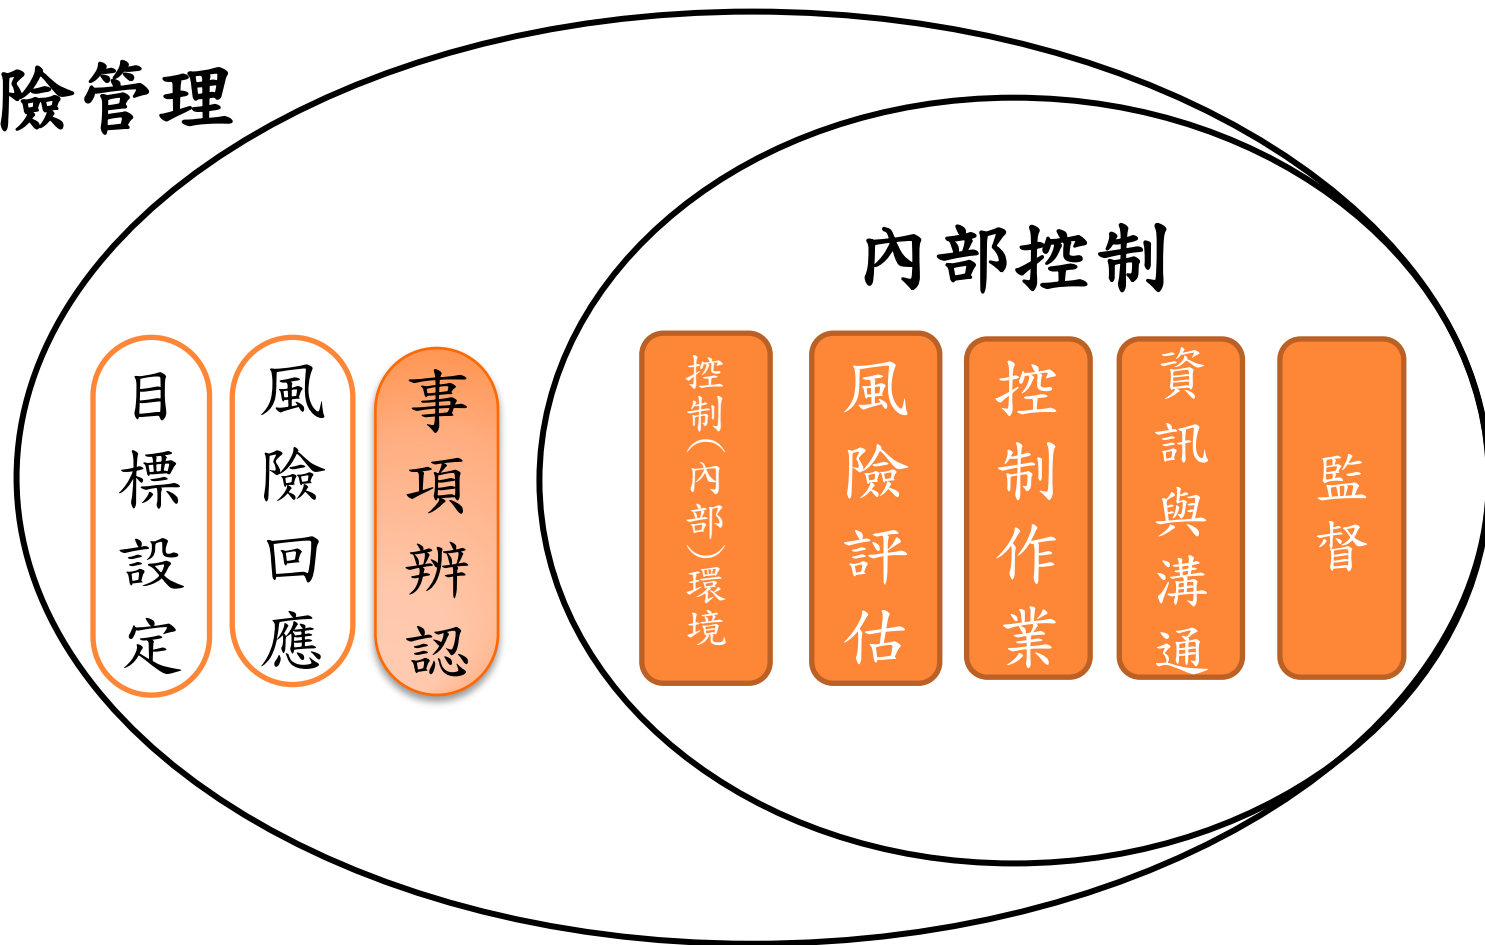 險管理
內部控制
目標設定
風險回應
事項辨認
控制(內部)環境
風險評估
控制作業
資訊與溝通
監督